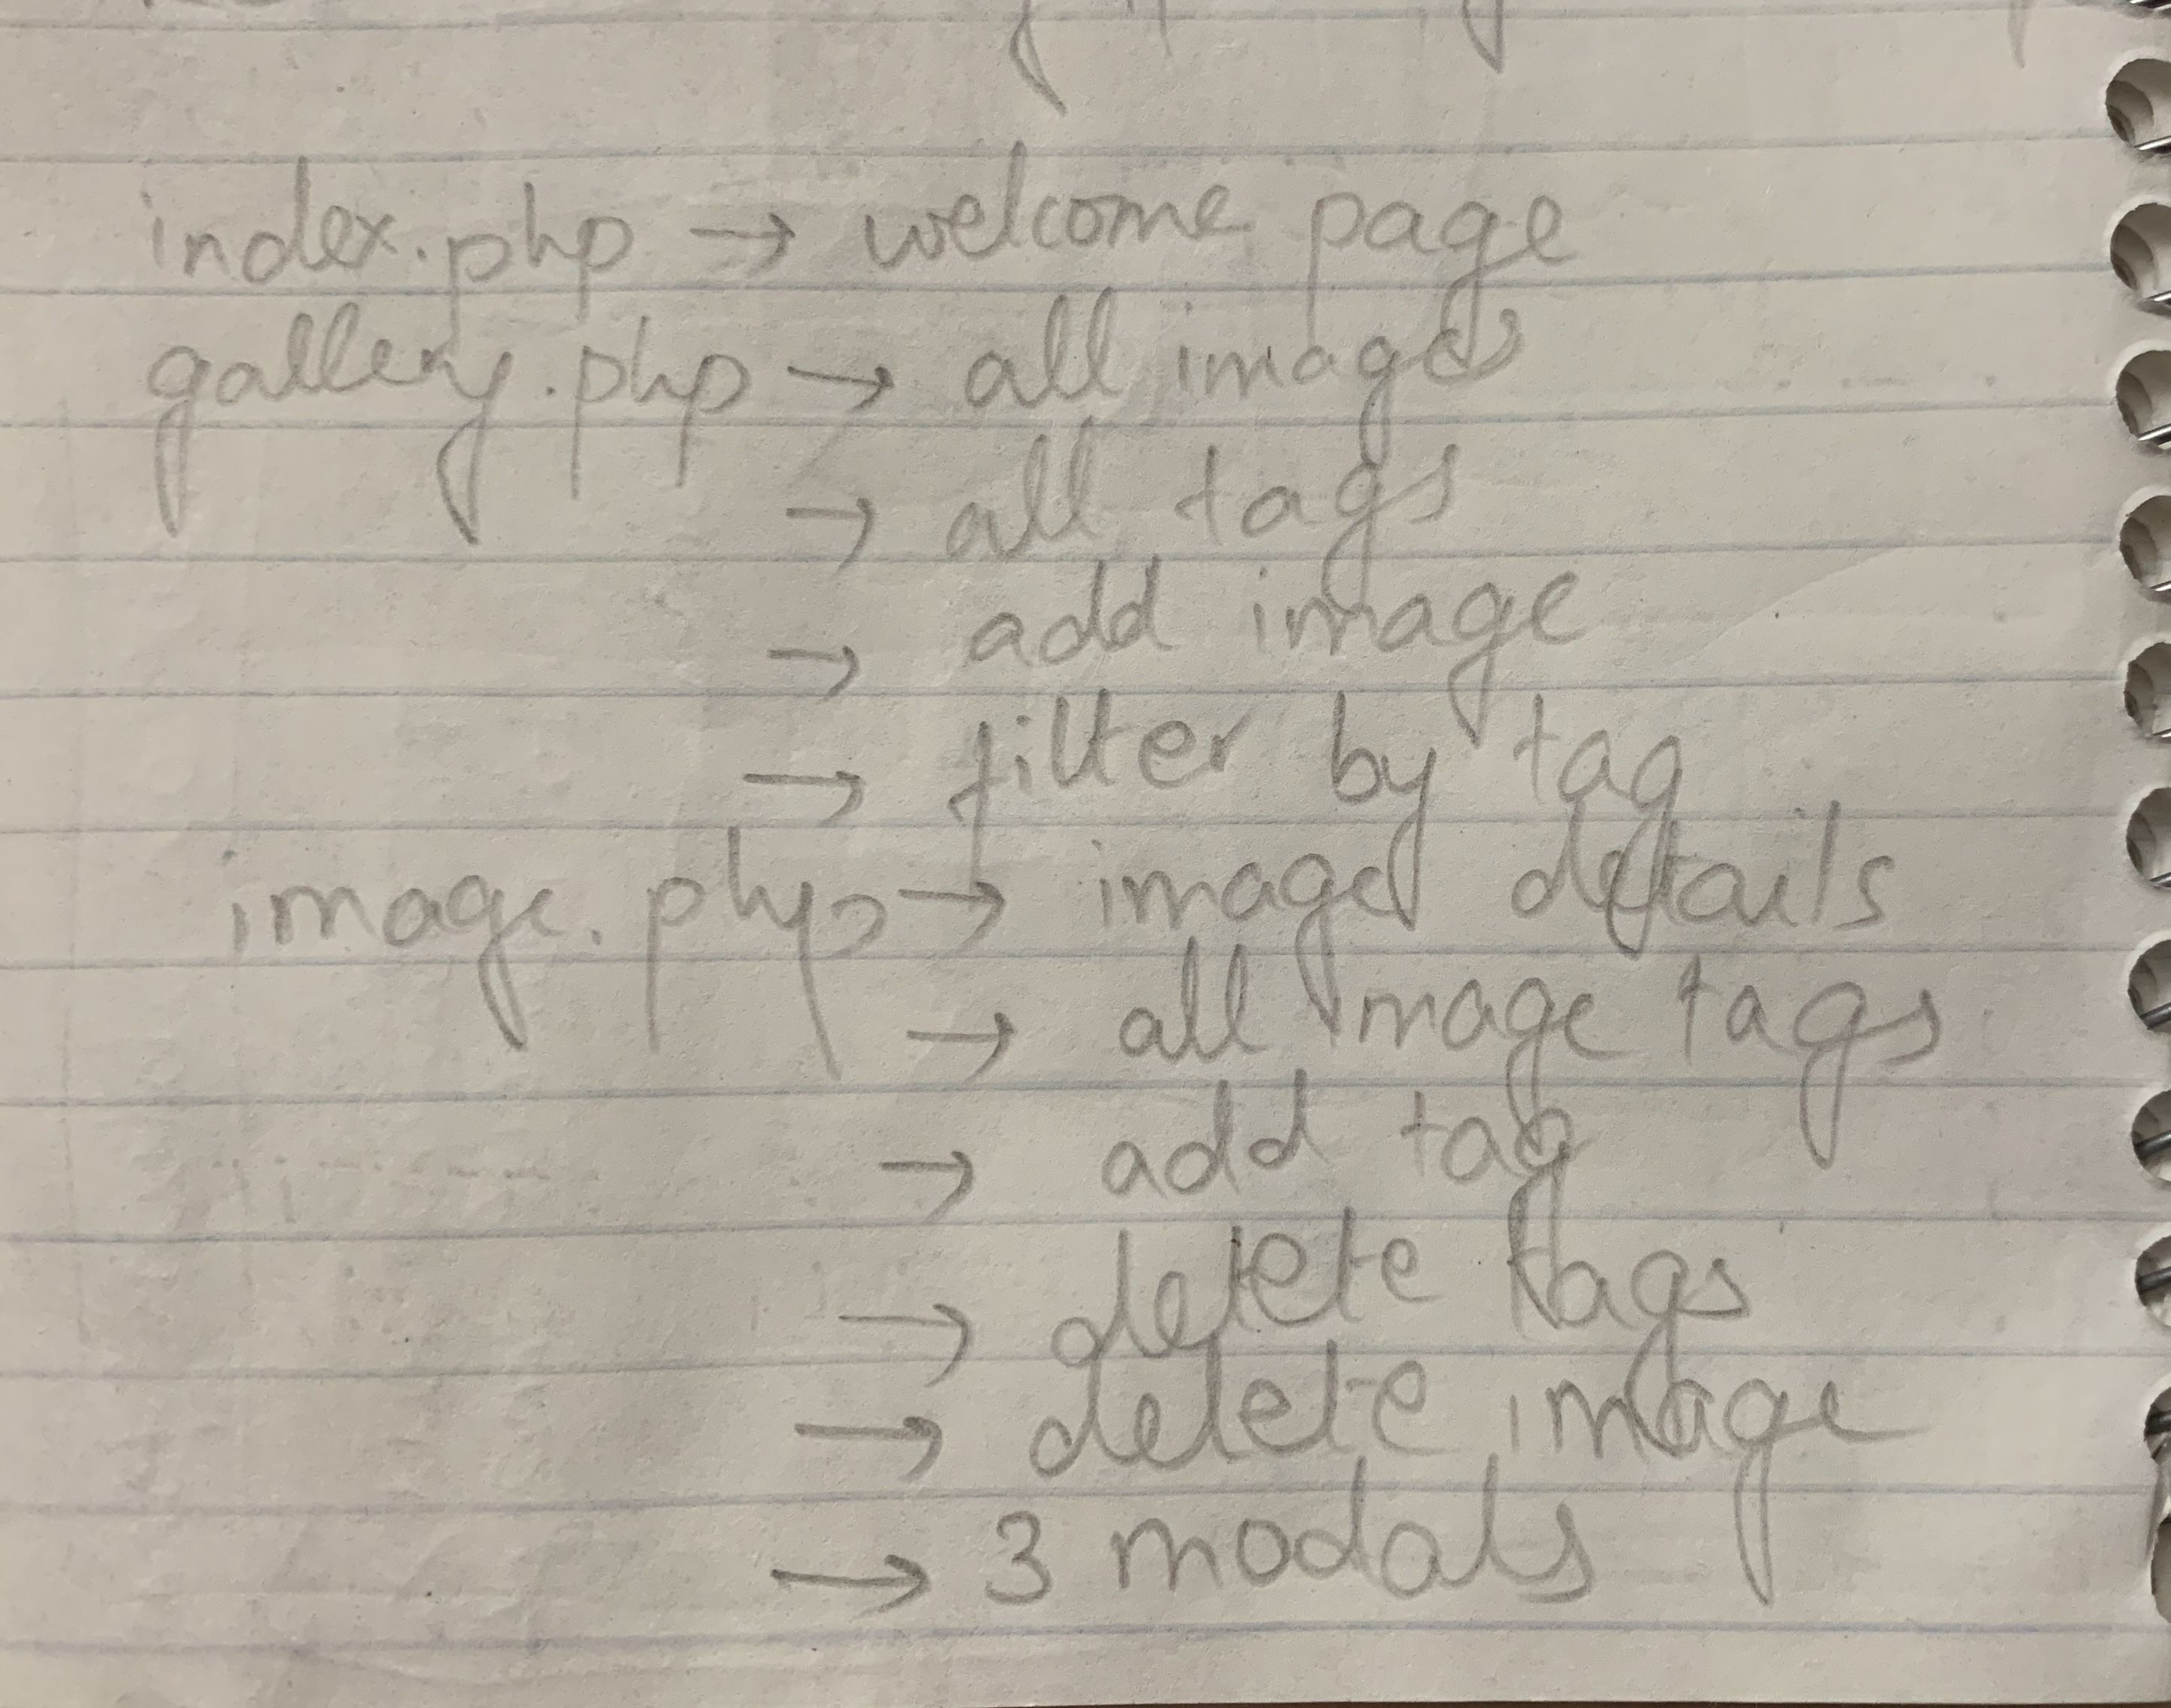 index.php → welcome page
gallery.php → all images
→ all tags
→ add image
→ filter by tag
image.php → image details
→ all image tags
→ add tag
→ delete tags
→ delete image
→ 3 modals